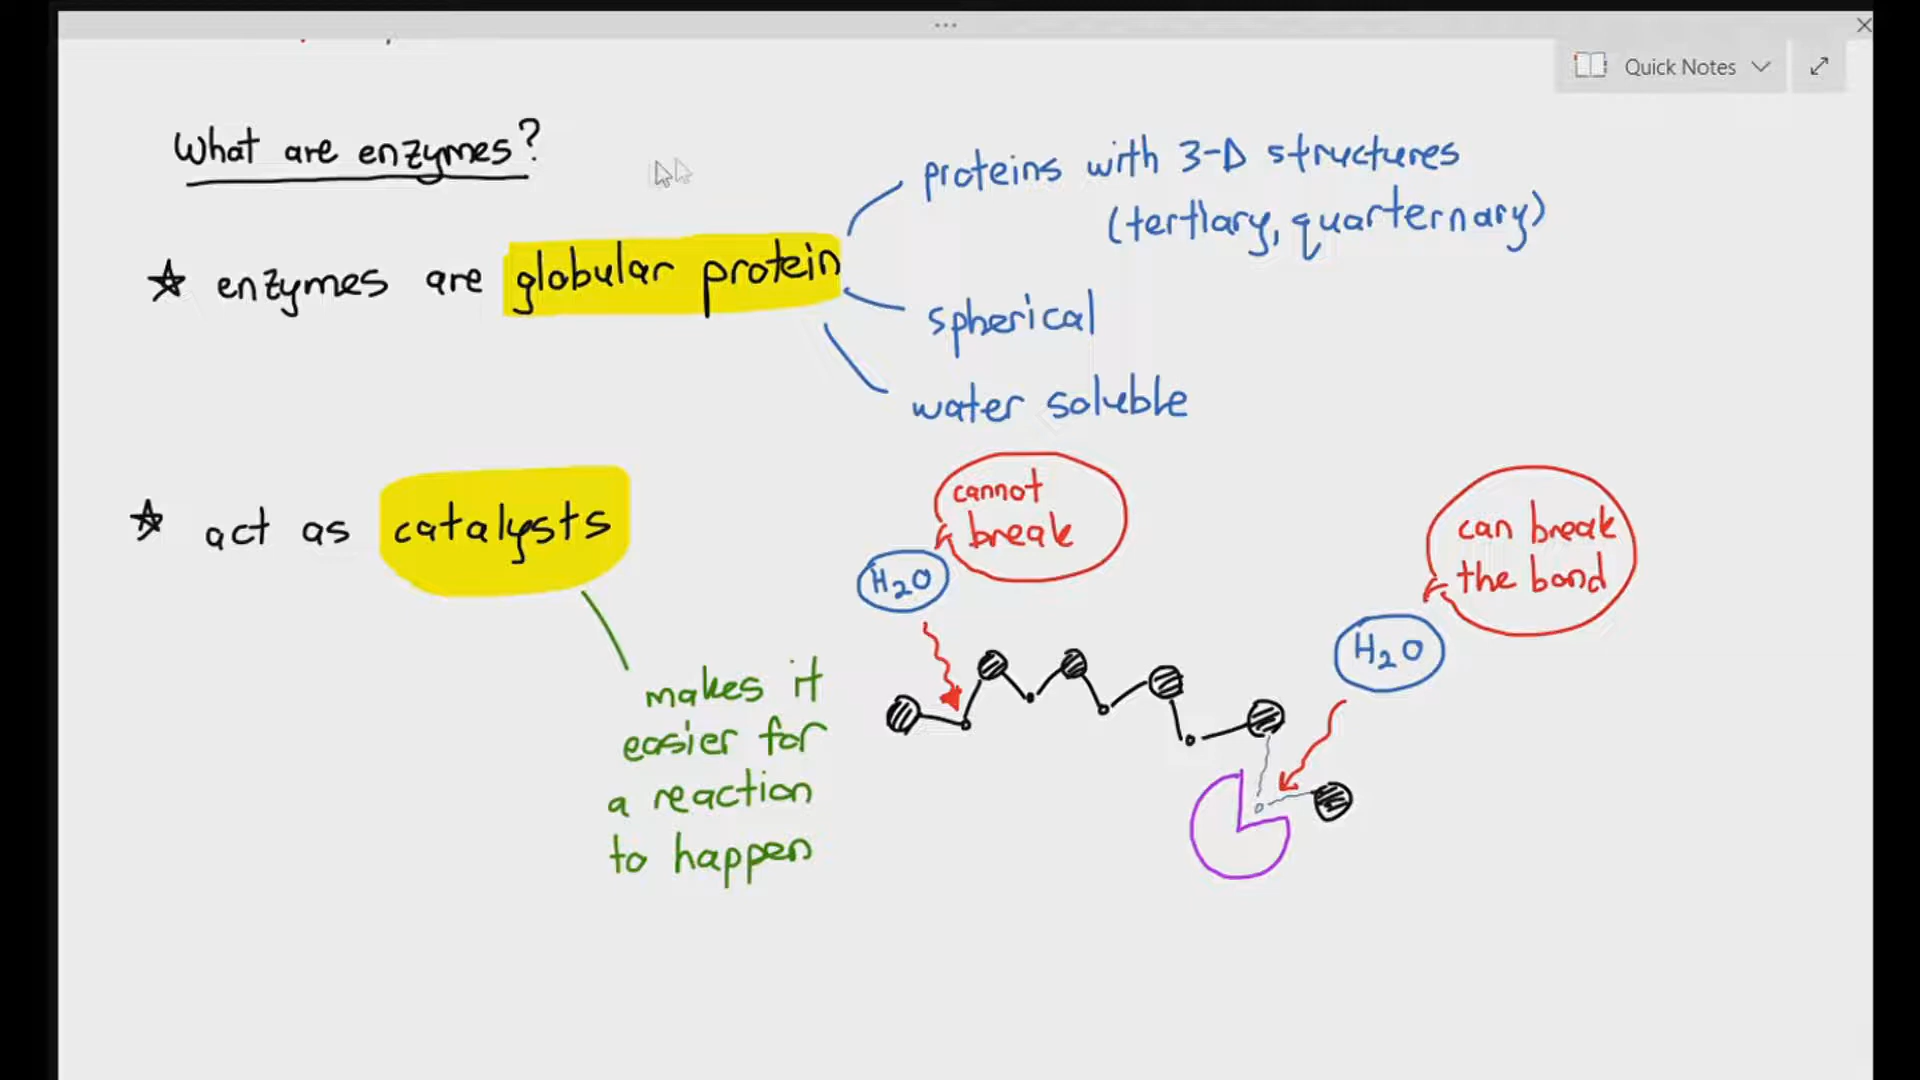 Quick Notes
What are enzymes?
proteins with 3-D structures
(tertiary, quarternary)
☆ enzymes are globular protein
spherical
water soluble
☆ act as catalysts
cannot
break
H2O
can break
the bond
H2O
makes it
easier for
a reaction
to happen